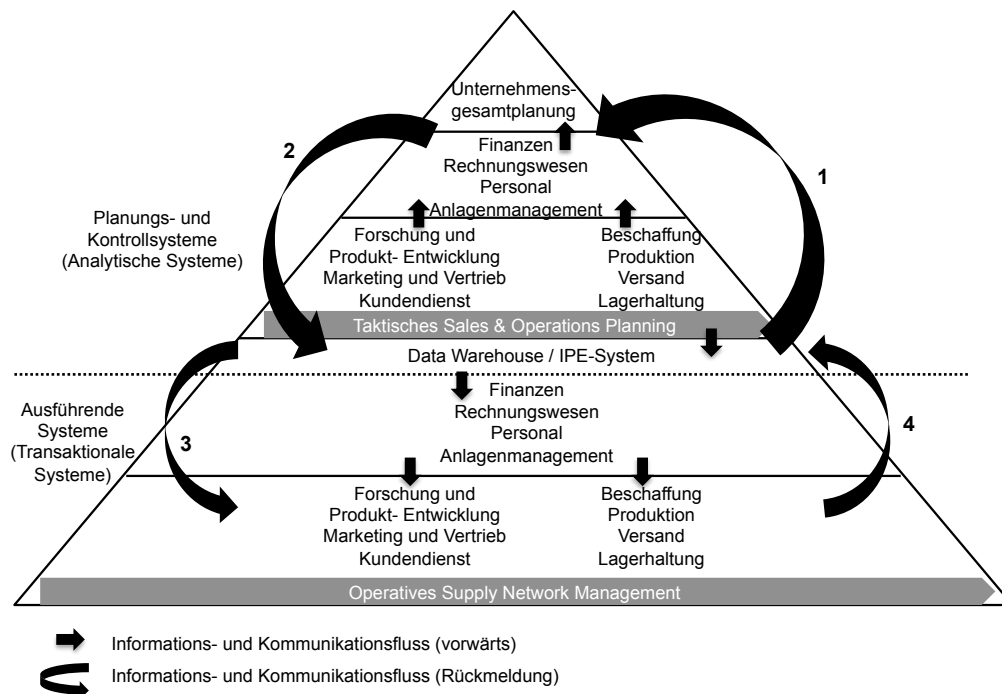 Unternehmens-
gesamtplanung
2
1
Finanzen
Rechnungswesen
Personal
Anlagenmanagement
Planungs- und
Kontrollsysteme
(Analytische Systeme)
Forschung und
Produkt- Entwicklung
Marketing und Vertrieb
Kundendienst
Beschaffung
Produktion
Versand
Lagerhaltung
Taktisches Sales & Operations Planning
Data Warehouse / IPE-System
Ausführende
Systeme
(Transaktionale
Systeme)
3
4
Finanzen
Rechnungswesen
Personal
Anlagenmanagement
Forschung und
Produkt- Entwicklung
Marketing und Vertrieb
Kundendienst
Beschaffung
Produktion
Versand
Lagerhaltung
Operatives Supply Network Management
Informations- und Kommunikationsfluss (vorwärts)
Informations- und Kommunikationsfluss (Rückmeldung)